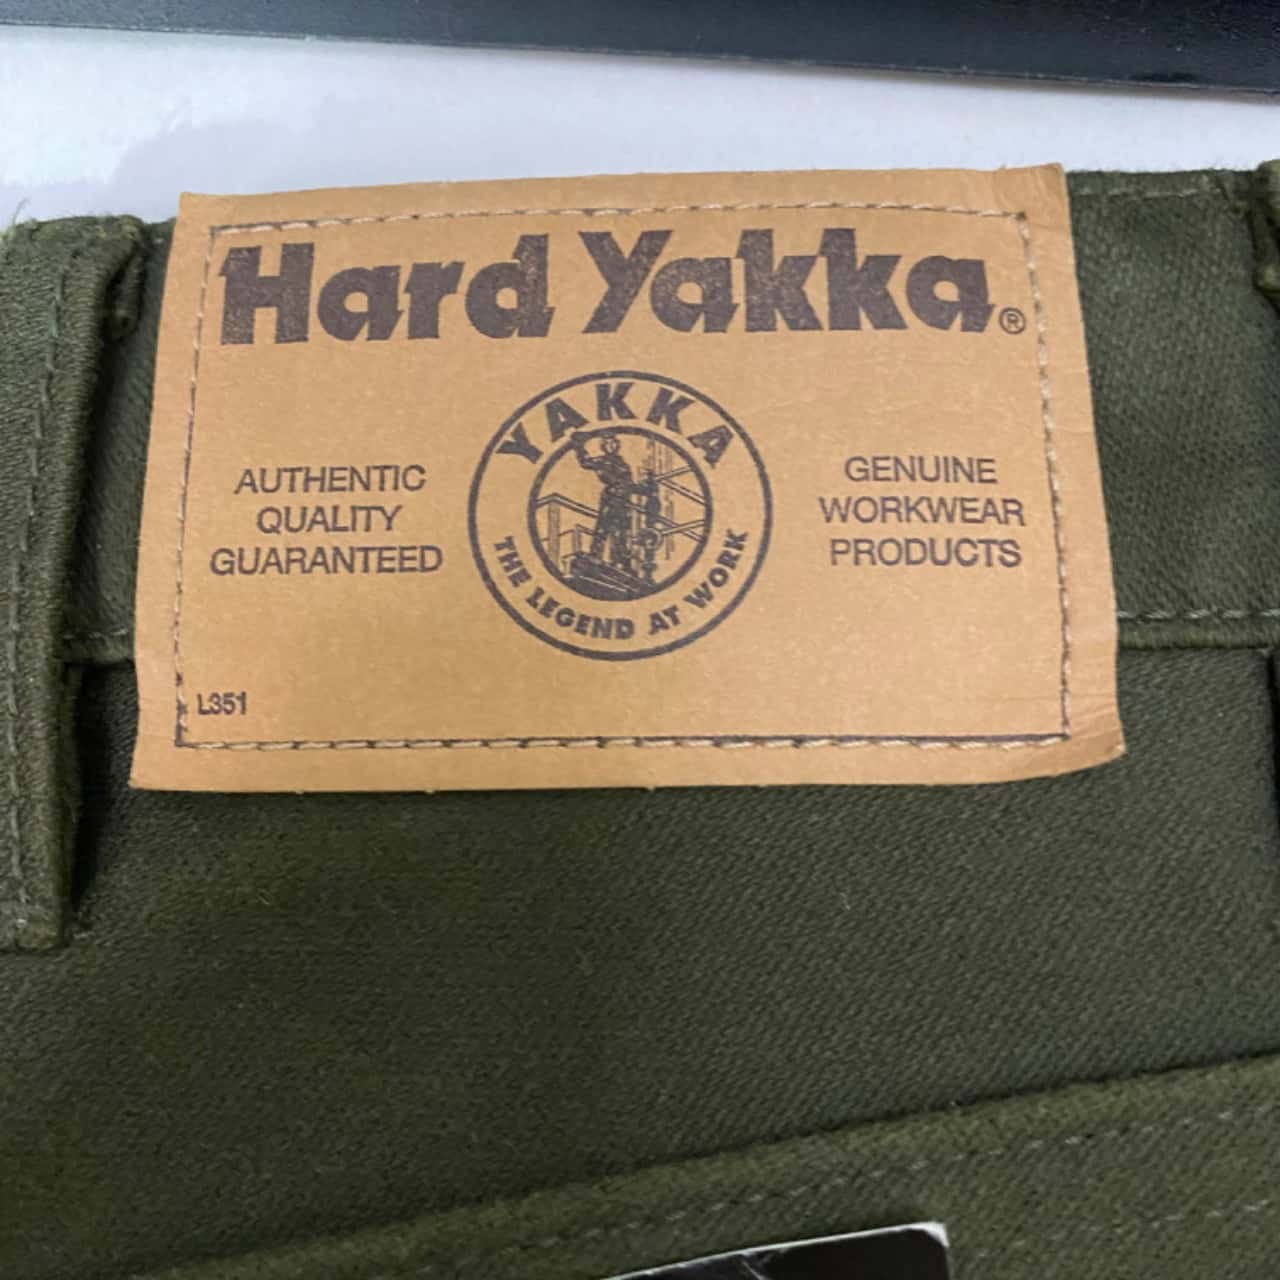 Hard Yakka®
YAKKA
THE LEGEND AT WORK
AUTHENTIC
QUALITY
GUARANTEED
GENUINE
WORKWEAR
PRODUCTS
L351